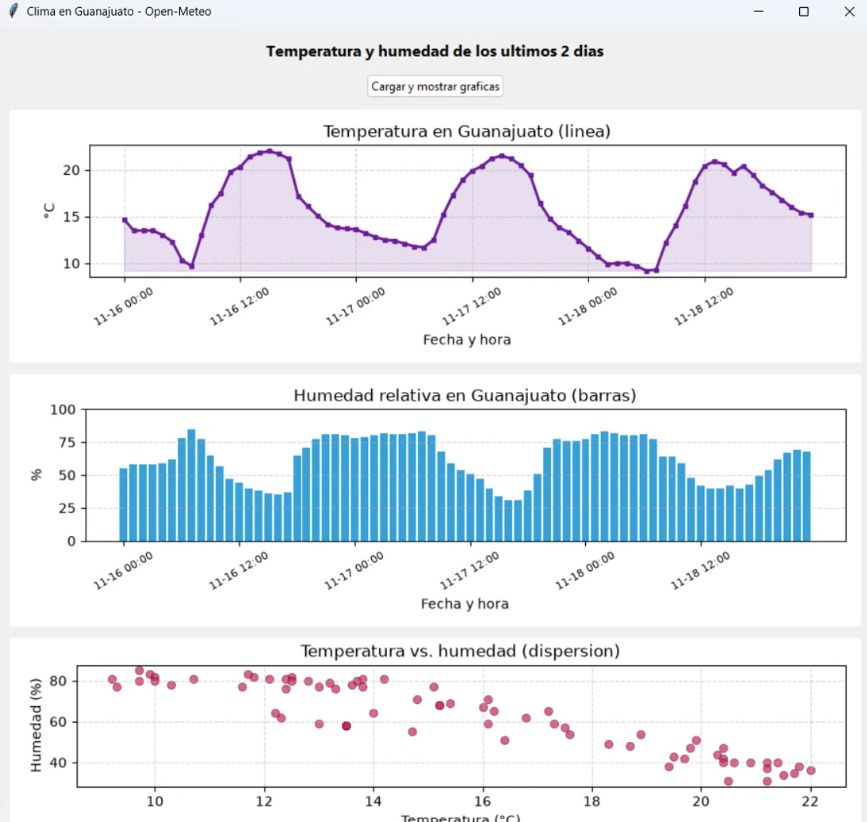 Clima en Guanajuato - Open-Meteo
Temperatura y humedad de los ultimos 2 dias
Cargar y mostrar graficas
Temperatura en Guanajuato (linea)
°C
20
15
10
11-16 00:00 11-16 12:00 11-17 00:00 11-17 12:00 11-18 00:00 11-18 12:00
Fecha y hora
Humedad relativa en Guanajuato (barras)
%
100
75
50
25
0
11-16 00:00 11-16 12:00 11-17 00:00 11-17 12:00 11-18 00:00 11-18 12:00
Fecha y hora
Temperatura vs. humedad (dispersion)
Humedad (%)
80
60
40
10 12 14 16 18 20 22
Temperatura (°C)